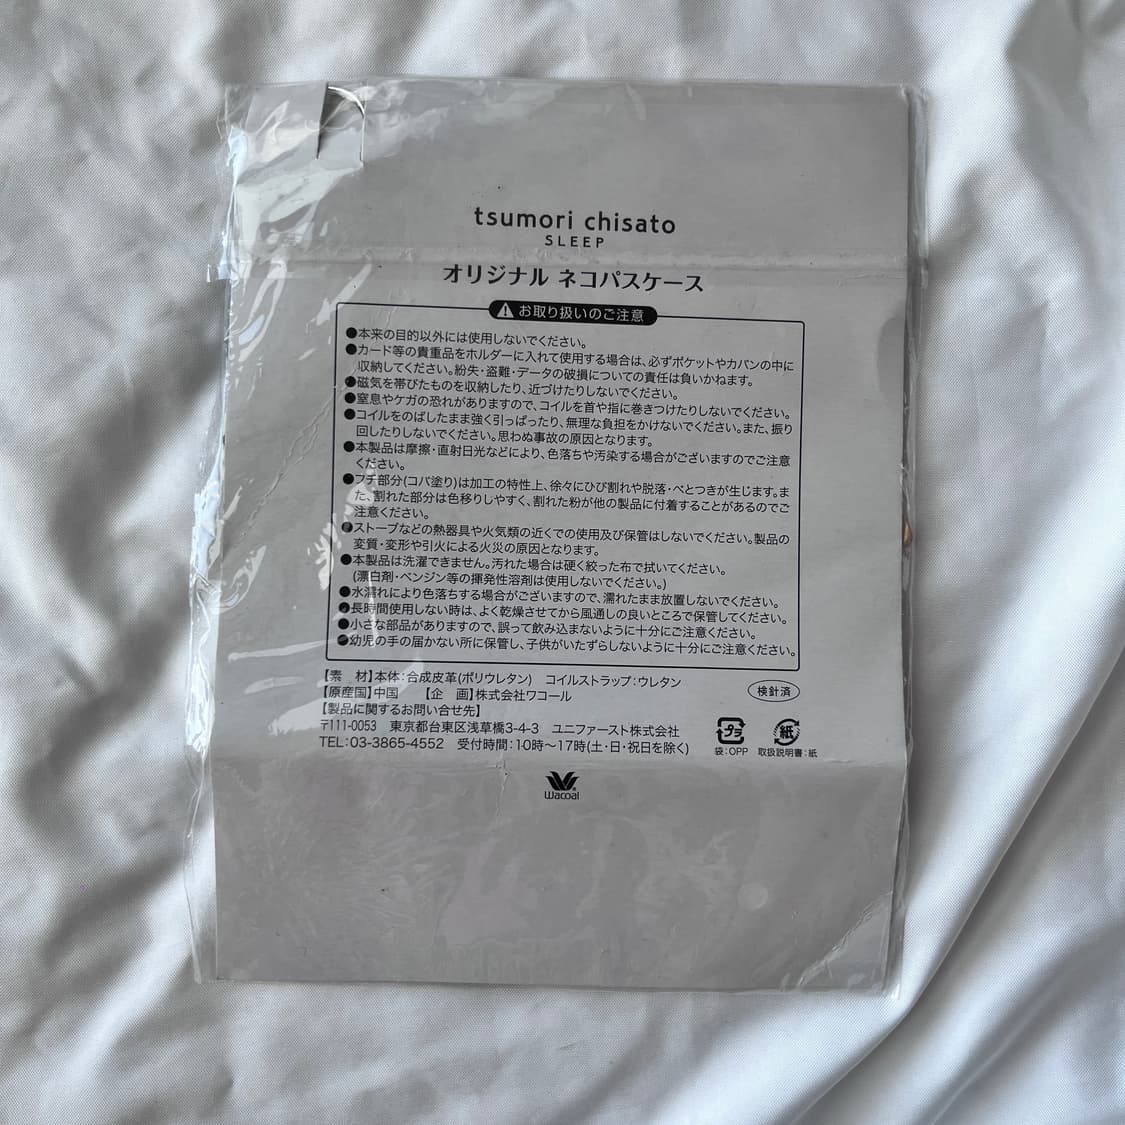 tsumori chisato
SLEEP
オリジナル ネコパスケース
お取り扱いのご注意
●本来の目的以外には使用しないでください。
●カード等の貴重品をホルダーに入れて使用する場合は、必ずポケットやカバンの中に
収納してください。紛失・盗難・データの破損についての責任は負いかねます。
●磁気を帯びたものを収納したり、近づけたりしないでください。
●窒息やケガの恐れがありますので、コイルを首や指に巻きつけたりしないでください。
●コイルをのばしたまま強く引っぱったり、無理な負担をかけないでください。また、振り
回したりしないでください。思わぬ事故の原因となります。
●本製品は摩擦・直射日光などにより、色落ちや汚染する場合がございますのでご注意
ください。
●フチ部分(コバ塗り)は加工の特性上、徐々にひび割れや脱落・べとつきが生じます。ま
た、割れた部分は色移りしやすく、割れた粉が他の製品に付着することがあるのでご
注意ください。
●ストーブなどの熱器具や火気類の近くでの使用及び保管はしないでください。製品の
変質・変形や引火による火災の原因となります。
●本製品は洗濯できません。汚れた場合は硬く絞った布で拭いてください。
(漂白剤・ベンジン等の揮発性溶剤は使用しないでください。)
●水濡れにより色落ちする場合がございますので、濡れたまま放置しないでください。
●長時間使用しない時は、よく乾燥させてから風通しの良いところで保管してください。
●小さな部品がありますので、誤って飲み込まないように十分にご注意ください。
●幼児の手の届かない所に保管し、子供がいたずらしないように十分にご注意ください。
【素 材】本体:合成皮革(ポリウレタン) コイルストラップ:ウレタン
【原産国】中国 【企 画】株式会社ワコール
検針済
【製品に関するお問い合せ先】
〒111-0053 東京都台東区浅草橋3-4-3 ユニファースト株式会社
TEL:03-3865-4552 受付時間:10時〜17時(土・日・祝日を除く)
プラ
袋:OPP
紙
取扱説明書:紙
Wacoal